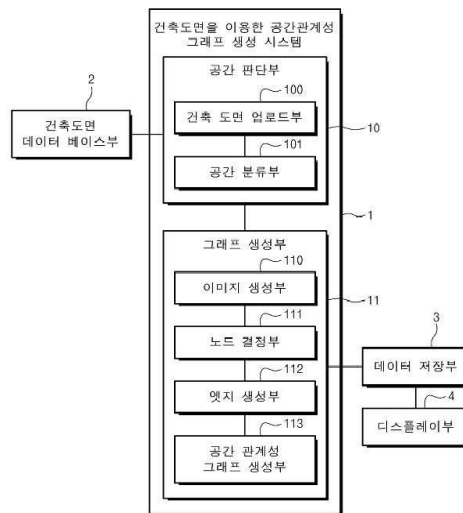 건축도면을 이용한 공간관계성
그래프 생성 시스템
공간 판단부
100
건축 도면 업로드부
101
공간 분류부
10
2
건축도면
데이터 베이스부
1
그래프 생성부
110
이미지 생성부
111
노드 결정부
112
엣지 생성부
113
공간 관계성
그래프 생성부
11
3
데이터 저장부
4
디스플레이부